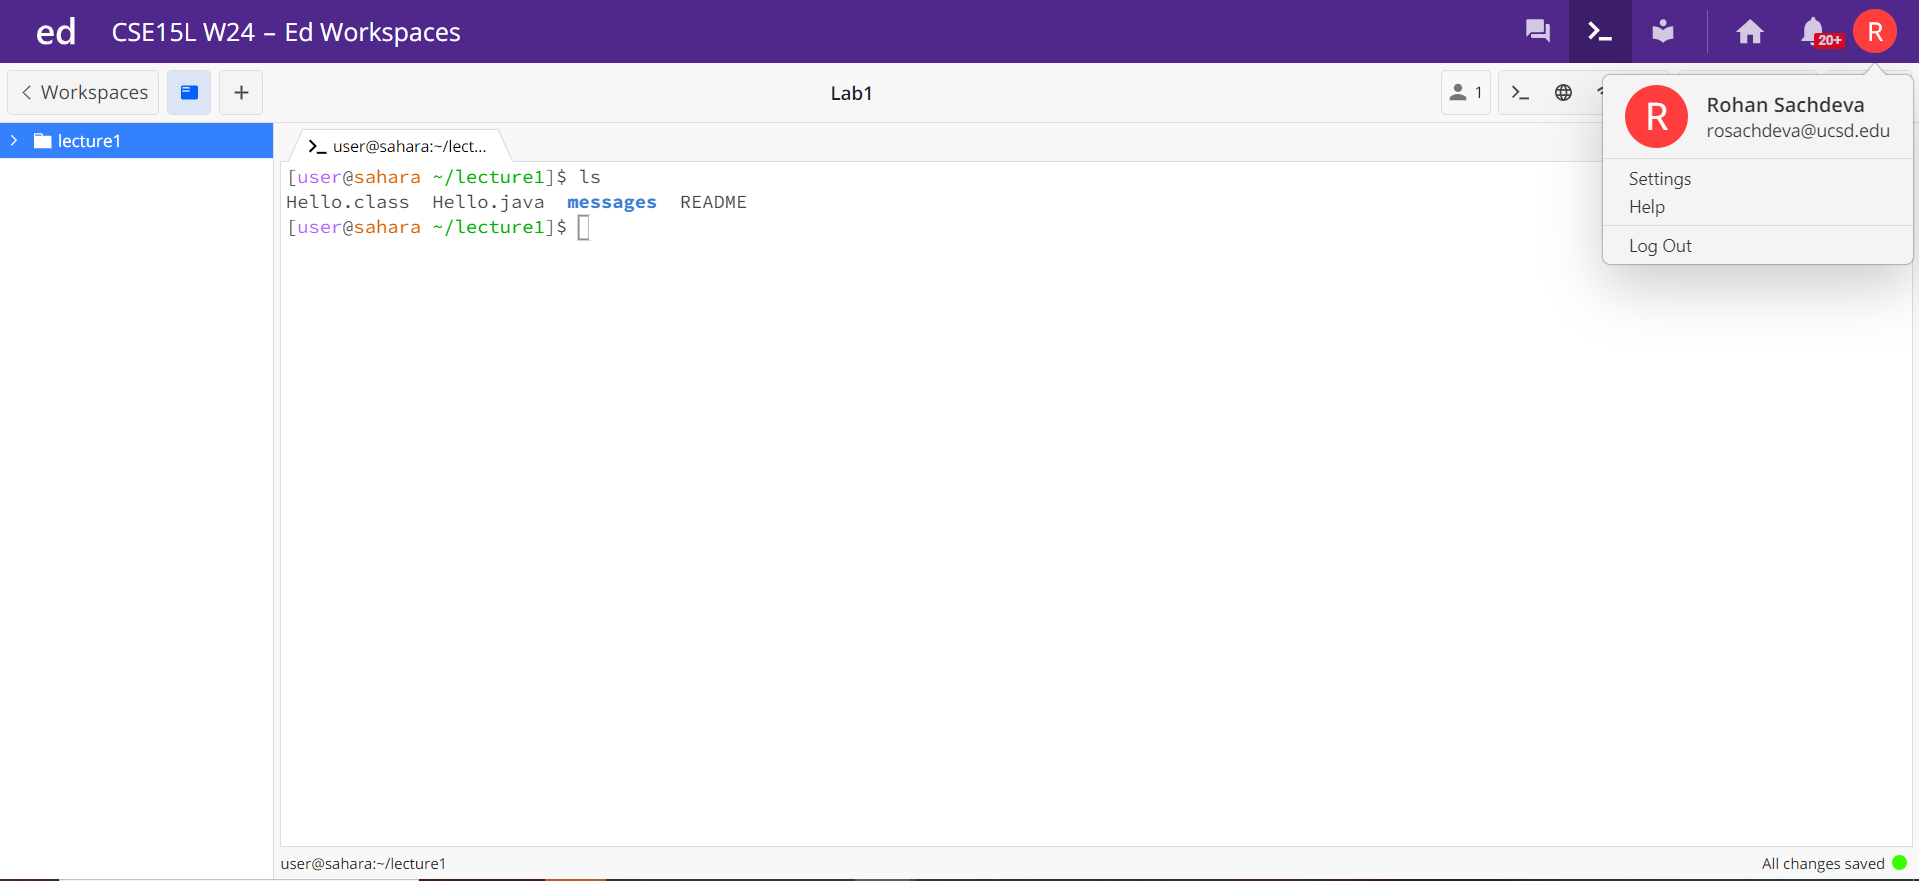 ed CSE15L W24 – Ed Workspaces 20+ R
Workspaces + Lab1 1
R Rohan Sachdeva
rosachdeva@ucsd.edu
Settings
Help
Log Out
lecture1
user@sahara:~/lect...
[user@sahara ~/lecture1]$ ls
Hello.class Hello.java messages README
[user@sahara ~/lecture1]$
user@sahara:~/lecture1 All changes saved